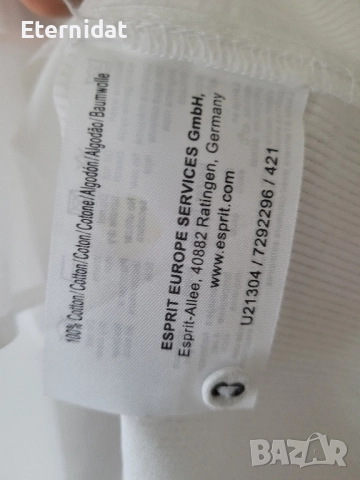 Eternidat
100% Cotton/Cotton/Coton/Cotone/Algodón/Algodão/Baumwolle
ESPRIT EUROPE SERVICES GmbH,
Esprit-Allee, 40882 Ratingen, Germany
www.esprit.com
U21304 / 7292296 / 421
BAZAR